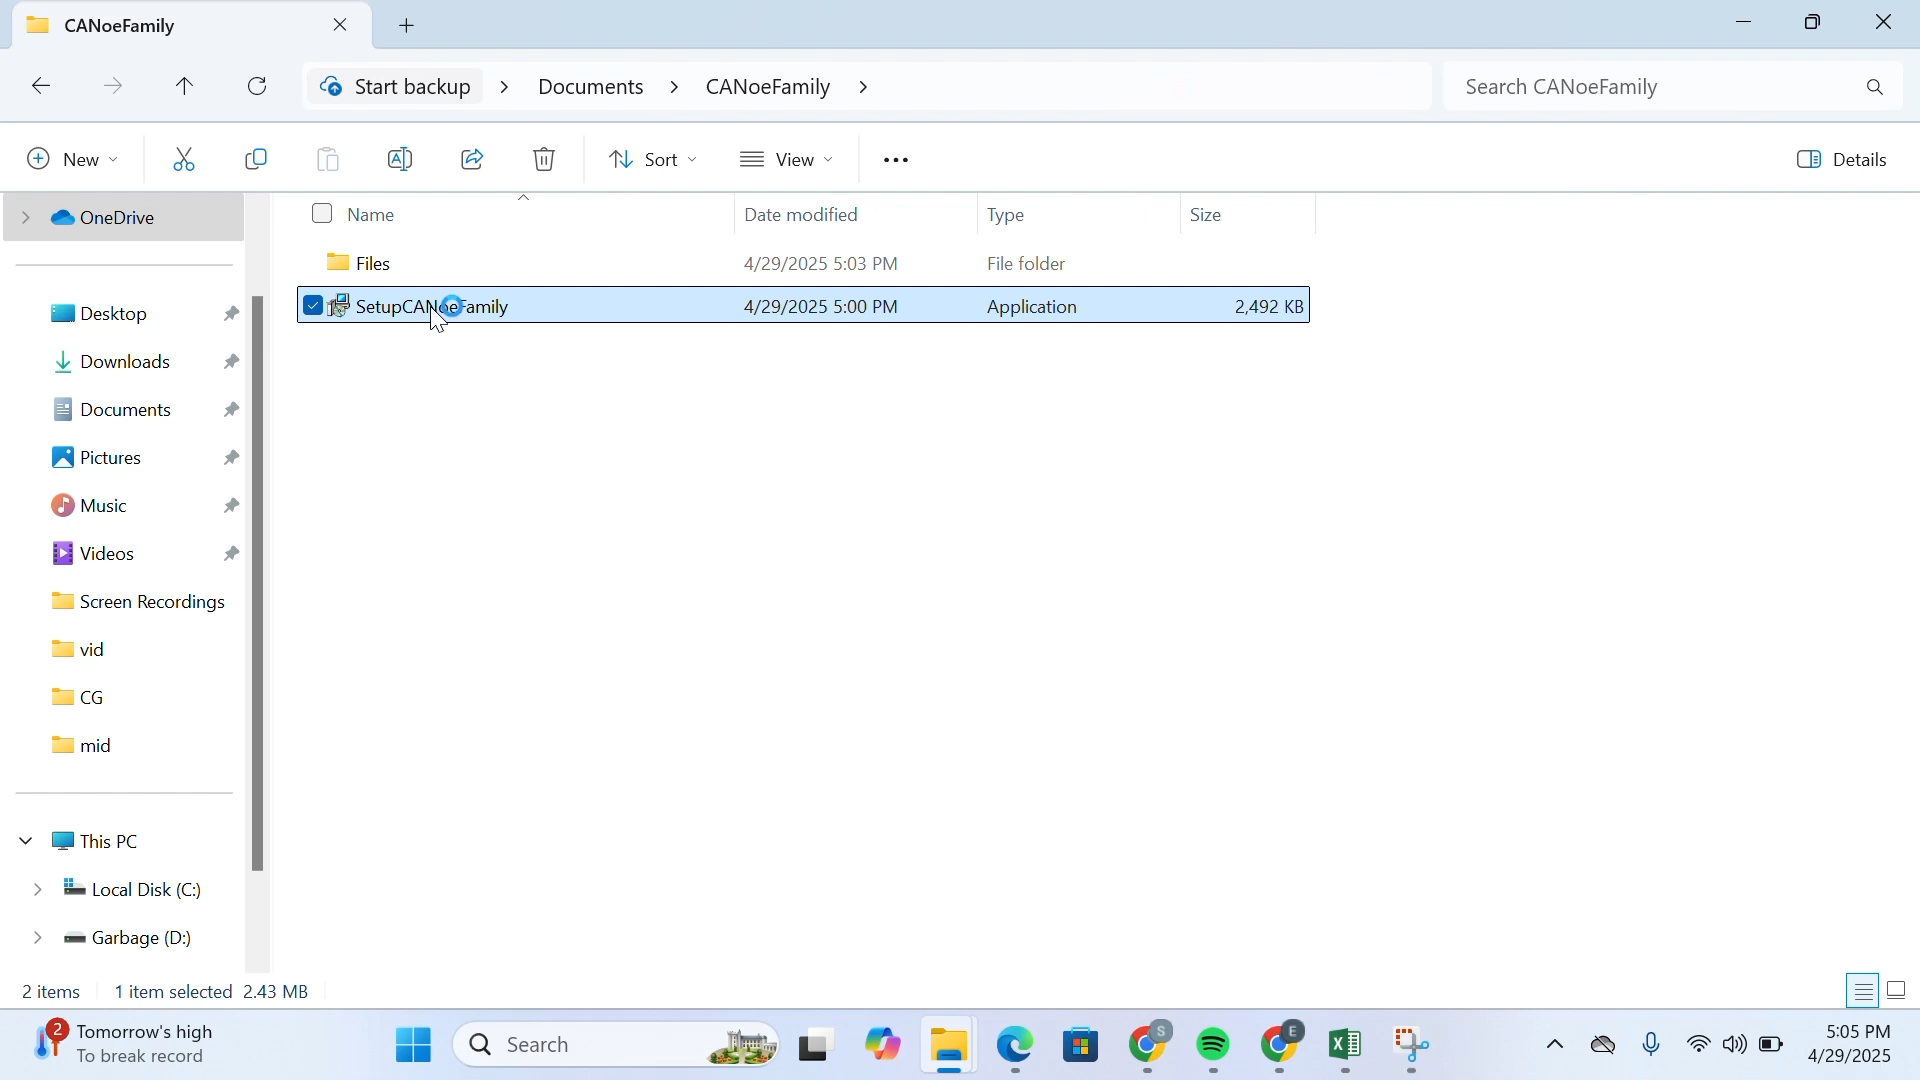 CANoeFamily
Start backup > Documents > CANoeFamily >
Search CANoeFamily
New
Sort
View
Details
Name Date modified Type Size
Files 4/29/2025 5:03 PM File folder
SetupCANoeFamily 4/29/2025 5:00 PM Application 2,492 KB
OneDrive
Desktop
Downloads
Documents
Pictures
Music
Videos
Screen Recordings
vid
CG
mid
This PC
Local Disk (C:)
Garbage (D:)
2 items 1 item selected 2.43 MB
2
Tomorrow's high
To break record
Search
S
E
5:05 PM
4/29/2025